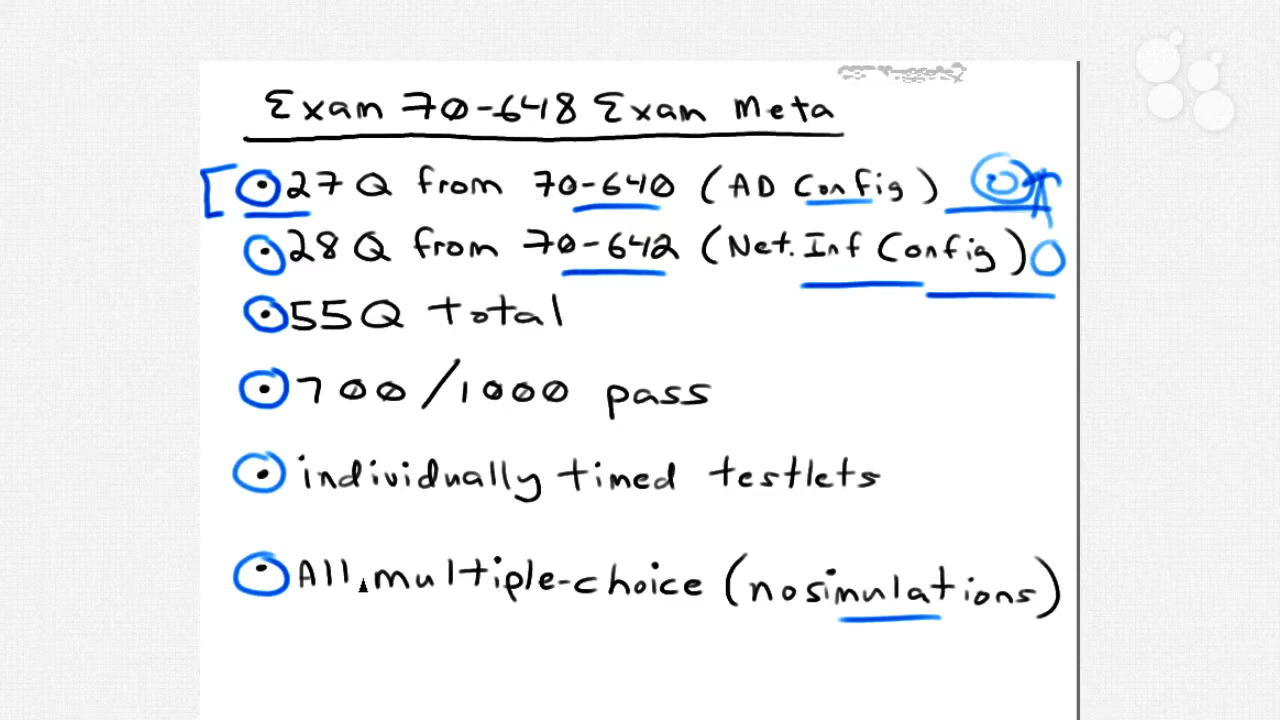 Exam 70-648 Exam Meta
27 Q from 70-640 (AD Config)
28 Q from 70-642 (Net. Inf Config)
55Q total
700/1000 pass
individually timed testlets
All multiple-choice (no simulations)